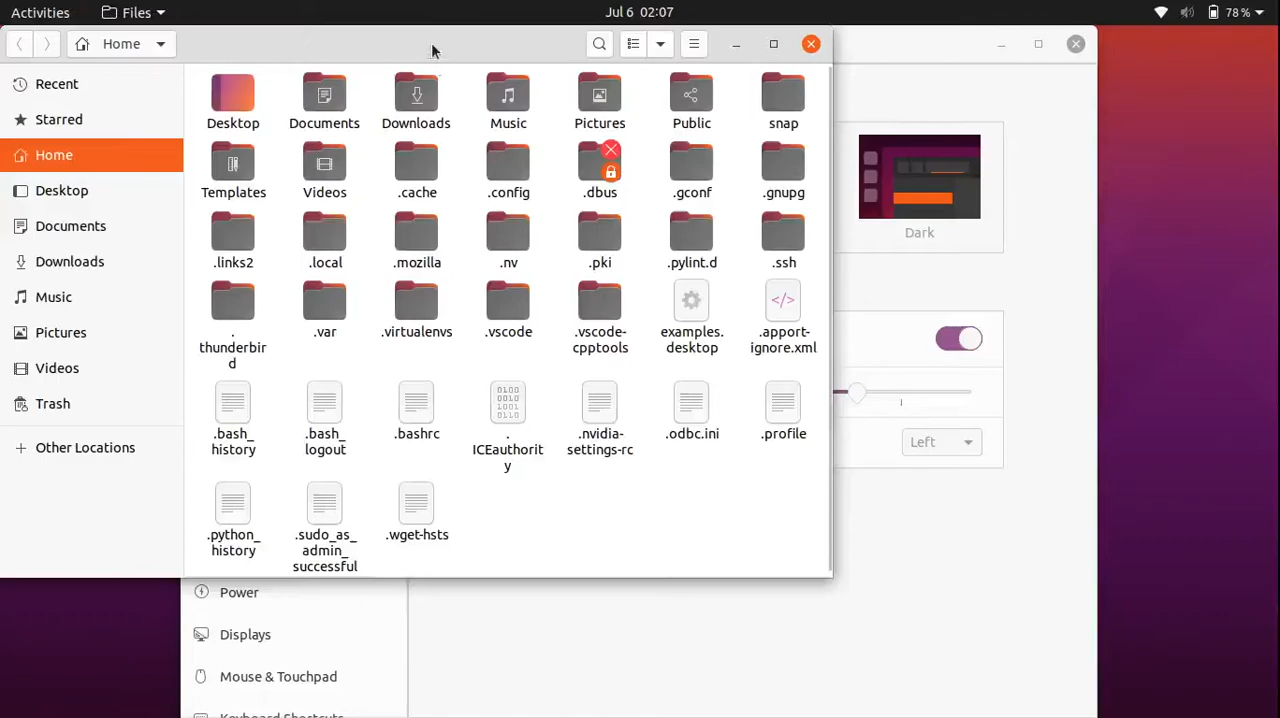 Activities Files Jul 6 02:07 78 %
Home
Recent
Starred
Home
Desktop
Documents
Downloads
Music
Pictures
Videos
Trash
Other Locations
Desktop Documents Downloads Music Pictures Public snap
Templates Videos .cache .config .dbus .gconf .gnupg
.links2 .local .mozilla .nv .pki .pylint.d .ssh
.
thunderbir
d
.var
.virtualenvs
.vscode
.vscode-
cpptools
examples.
desktop
.apport-
ignore.xml
.bash_
history
.bash_
logout
.bashrc
.
ICEauthorit
y
.nvidia-
settings-rc
.odbc.ini
.profile
.python_
history
.sudo_as_
admin_
successful
.wget-hsts
Dark
Left
Power
Displays
Mouse & Touchpad
Keyboard Shortcuts